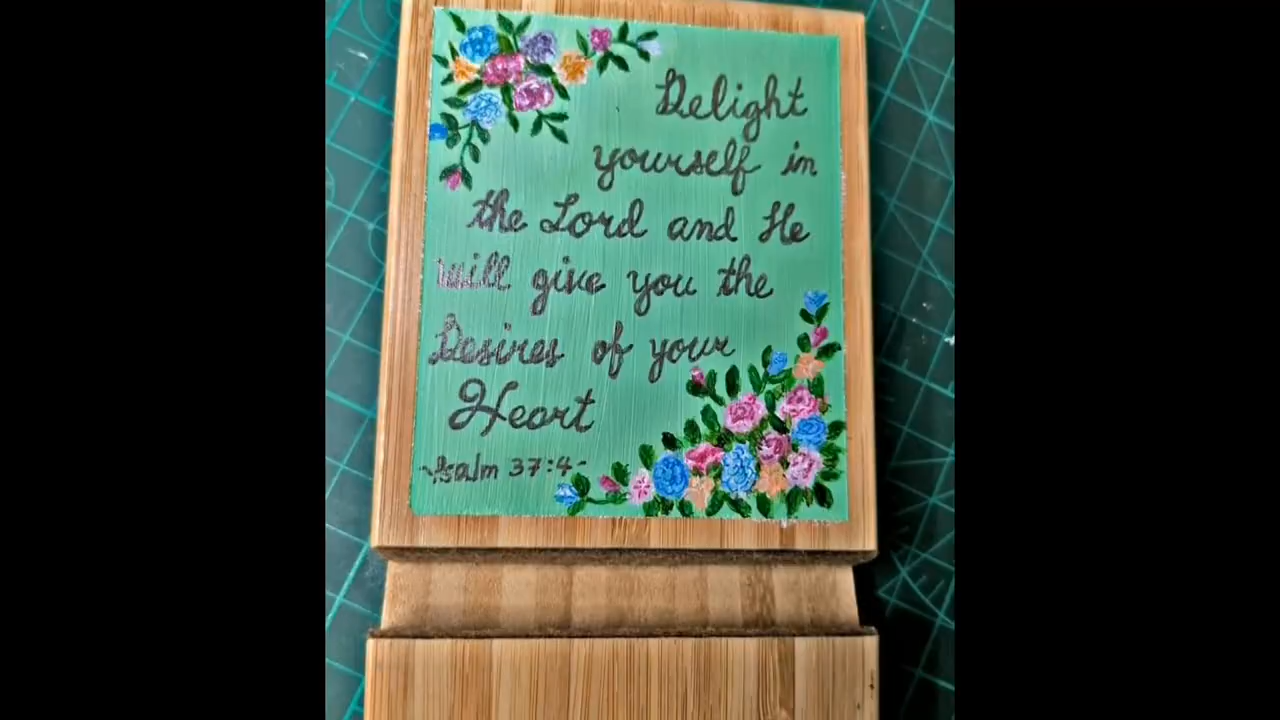 Delight
yourself in
the Lord and He
will give you the
Desires of your
Heart
-Psalm 37:4-